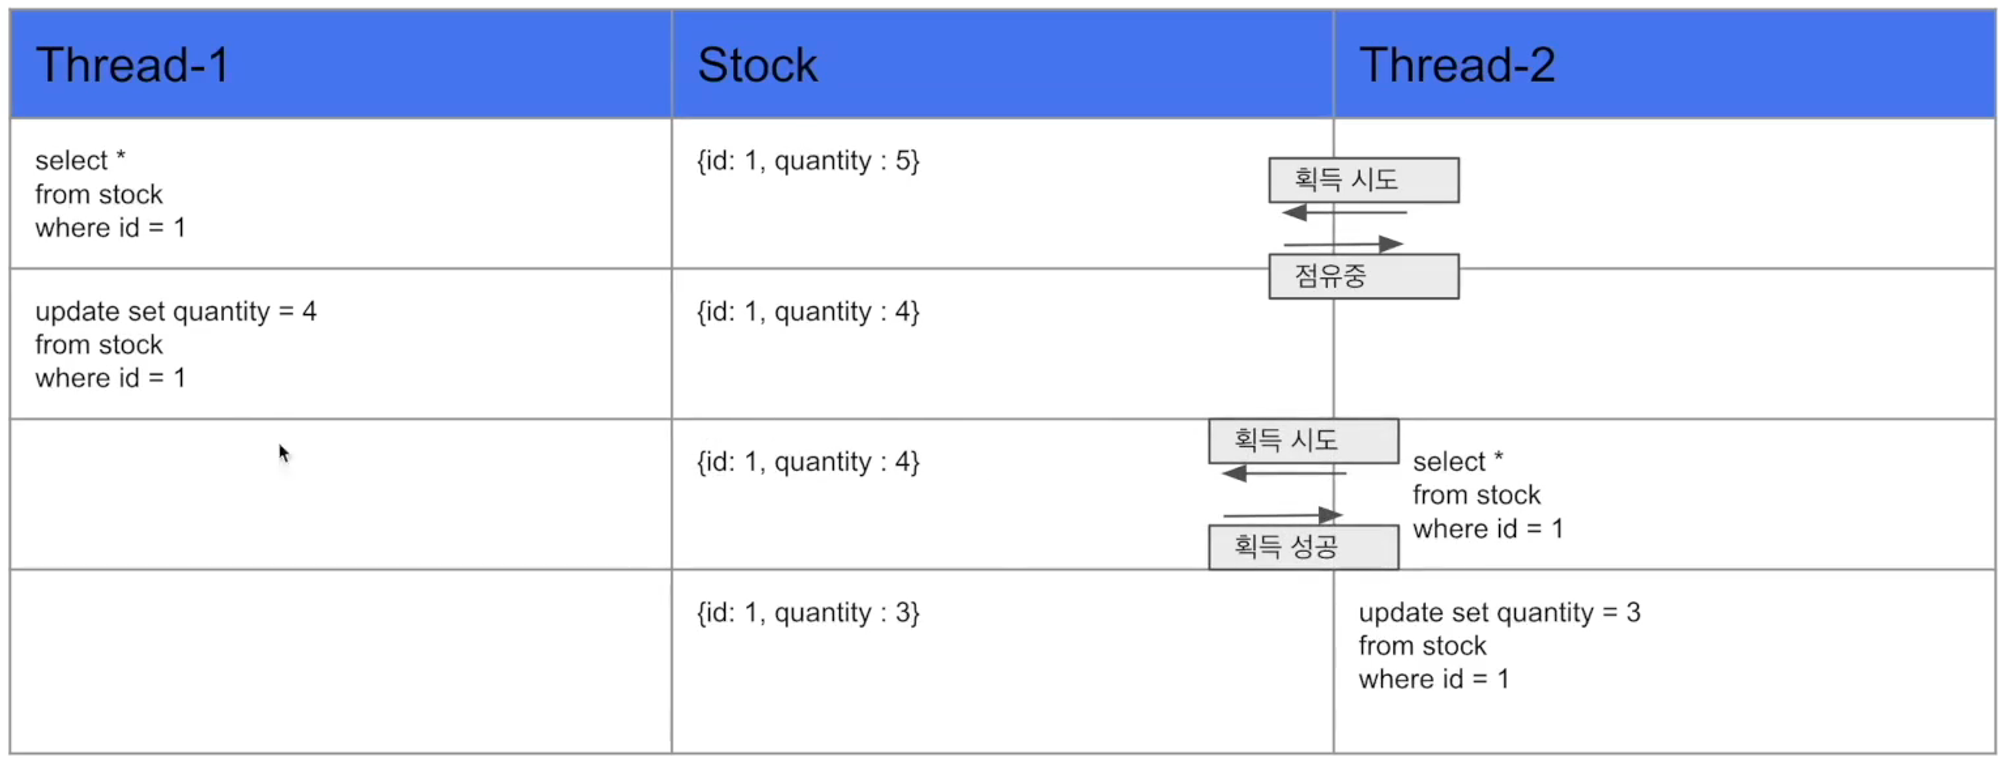 Thread-1
Stock
Thread-2
select *
from stock
where id = 1
{id: 1, quantity : 5}
획득 시도
점유중
update set quantity = 4
from stock
where id = 1
{id: 1, quantity : 4}
{id: 1, quantity : 4}
획득 시도
획득 성공
select *
from stock
where id = 1
{id: 1, quantity : 3}
update set quantity = 3
from stock
where id = 1